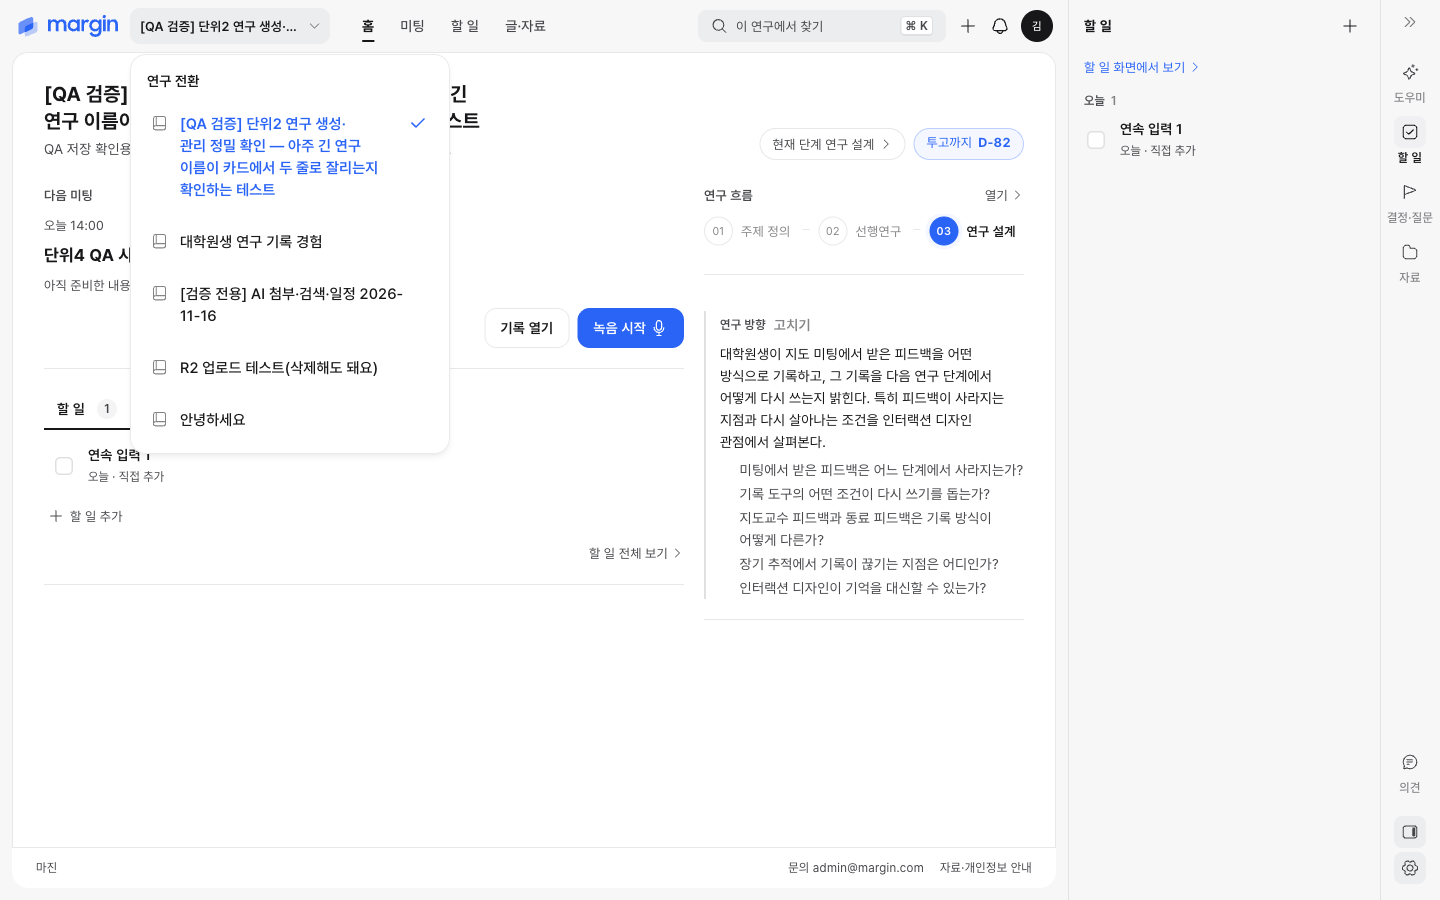 margin
[QA 검증] 단위2 연구 생성·...
홈
미팅
할 일
글·자료
이 연구에서 찾기
⌘ K
김
연구 전환
[QA 검증] 단위2 연구 생성·
관리 정밀 확인 — 아주 긴 연구
이름이 카드에서 두 줄로 잘리는지
확인하는 테스트
대학원생 연구 기록 경험
[검증 전용] AI 첨부·검색·일정 2026-
11-16
R2 업로드 테스트(삭제해도 돼요)
안녕하세요
[QA 검증]
긴
연구 이름이
스트
QA 저장 확인용
현재 단계 연구 설계
투고까지 D-82
다음 미팅
오늘 14:00
단위4 QA 사
아직 준비한 내용
기록 열기
녹음 시작
할 일 1
연속 입력 1
오늘 · 직접 추가
할 일 추가
할 일 전체 보기
연구 흐름
열기
01 주제 정의
02 선행연구
03 연구 설계
연구 방향 고치기
대학원생이 지도 미팅에서 받은 피드백을 어떤
방식으로 기록하고, 그 기록을 다음 연구 단계에서
어떻게 다시 쓰는지 밝힌다. 특히 피드백이 사라지는
지점과 다시 살아나는 조건을 인터랙션 디자인
관점에서 살펴본다.
미팅에서 받은 피드백은 어느 단계에서 사라지는가?
기록 도구의 어떤 조건이 다시 쓰기를 돕는가?
지도교수 피드백과 동료 피드백은 기록 방식이
어떻게 다른가?
장기 추적에서 기록이 끊기는 지점은 어디인가?
인터랙션 디자인이 기억을 대신할 수 있는가?
마진
문의 admin@margin.com
자료·개인정보 안내
할 일
할 일 화면에서 보기
오늘 1
연속 입력 1
오늘 · 직접 추가
도우미
할 일
결정·질문
자료
의견